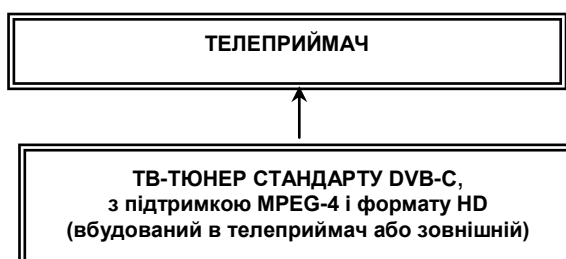 ТЕЛЕПРИЙМАЧ
ТВ-ТЮНЕР СТАНДАРТУ DVB-C,
з підтримкою MPEG-4 і формату HD
(вбудований в телеприймач або зовнішній)